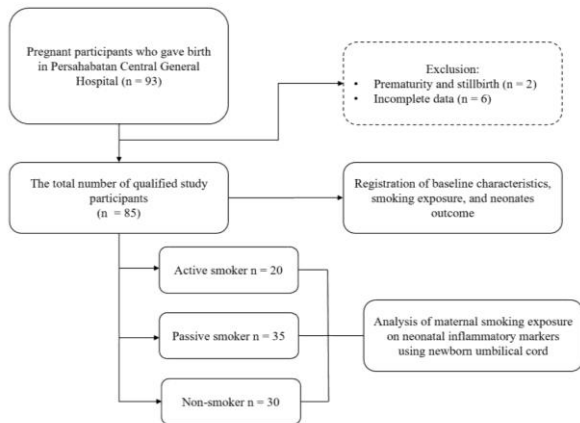 Pregnant participants who gave birth
in Persahabatan Central General
Hospital (n = 93)
Exclusion:
• Prematurity and stillbirth (n = 2)
• Incomplete data (n = 6)
The total number of qualified study
participants
(n = 85)
Registration of baseline characteristics,
smoking exposure, and neonates
outcome
Active smoker n = 20
Passive smoker n = 35
Non-smoker n = 30
Analysis of maternal smoking exposure
on neonatal inflammatory markers
using newborn umbilical cord